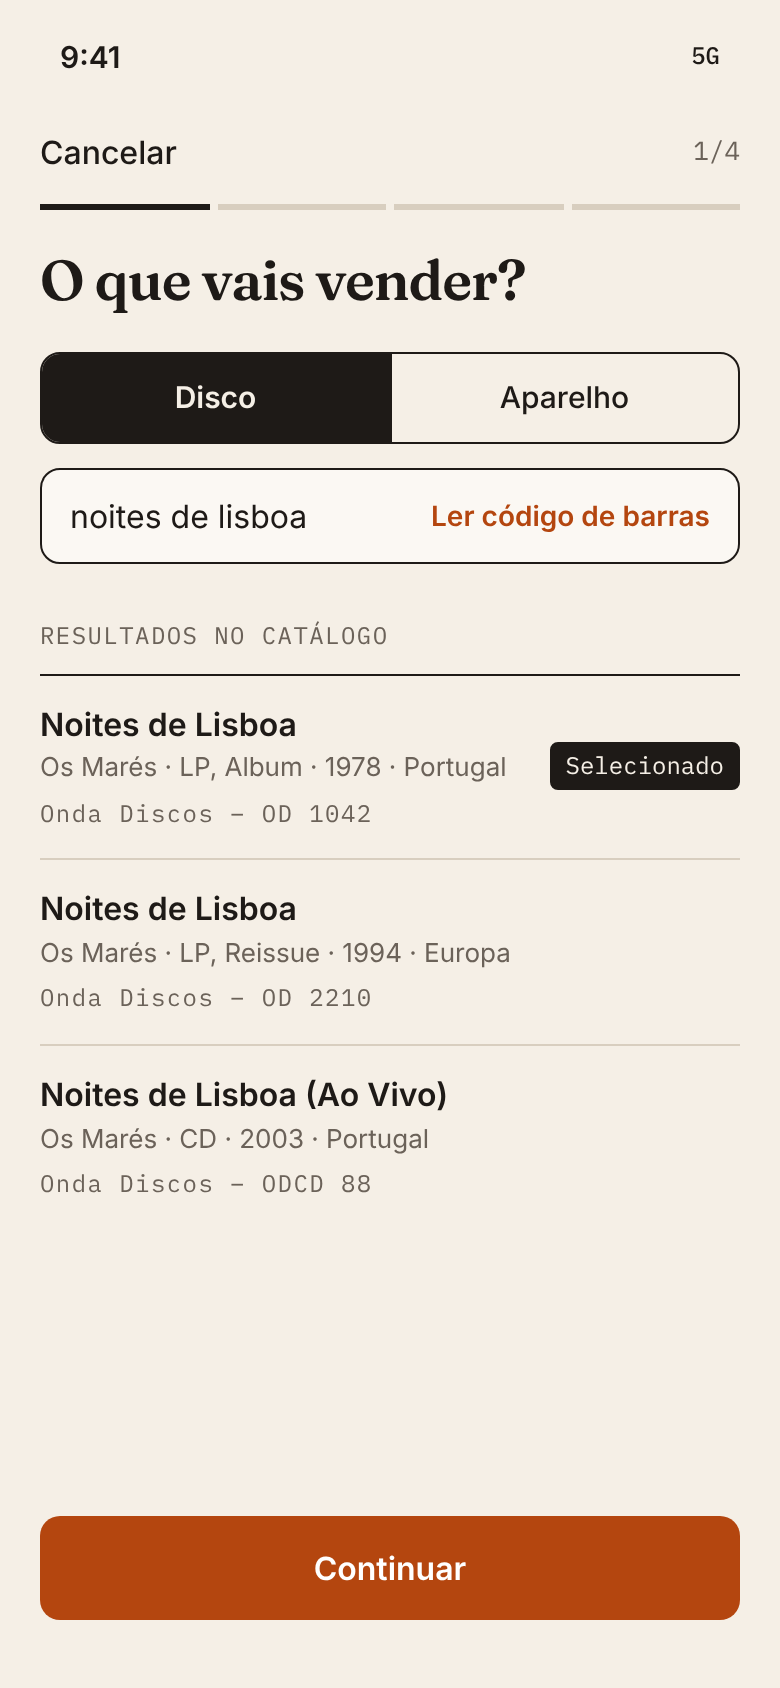 9:41
5G
Cancelar
1/4
O que vais vender?
Disco
Aparelho
noites de lisboa
Ler código de barras
RESULTADOS NO CATÁLOGO
Noites de Lisboa
Os Marés · LP, Album · 1978 · Portugal
Selecionado
Onda Discos – OD 1042
Noites de Lisboa
Os Marés · LP, Reissue · 1994 · Europa
Onda Discos – OD 2210
Noites de Lisboa (Ao Vivo)
Os Marés · CD · 2003 · Portugal
Onda Discos – ODCD 88
Continuar